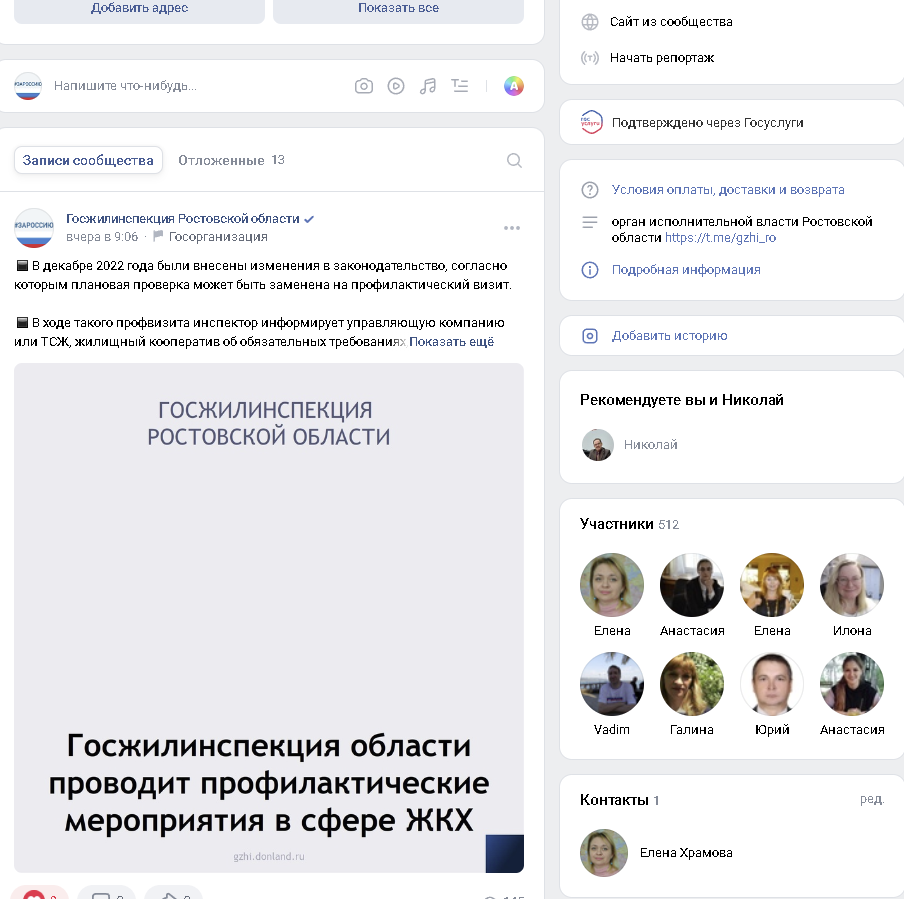 Добавить адрес
Показать все
Напишите что-нибудь...
Записи сообщества
Отложенные 13
Госжилинспекция Ростовской области
вчера в 9:06 · Госорганизация
В декабре 2022 года были внесены изменения в законодательство, согласно
которым плановая проверка может быть заменена на профилактический визит.
В ходе такого профвизита инспектор информирует управляющую компанию
или ТСЖ, жилищный кооператив об обязательных требованиях Показать ещё
ГОСЖИЛИНСПЕКЦИЯ
РОСТОВСКОЙ ОБЛАСТИ
Госжилинспекция области
проводит профилактические
мероприятия в сфере ЖКХ
gzhi.donland.ru
Сайт из сообщества
Начать репортаж
Подтверждено через Госуслуги
Условия оплаты, доставки и возврата
орган исполнительной власти Ростовской
области https://t.me/gzhi_ro
Подробная информация
Добавить историю
Рекомендуете вы и Николай
Николай
Участники 512
Елена Анастасия Елена Илона
Vadim Галина Юрий Анастасия
Контакты 1
ред.
Елена Храмова